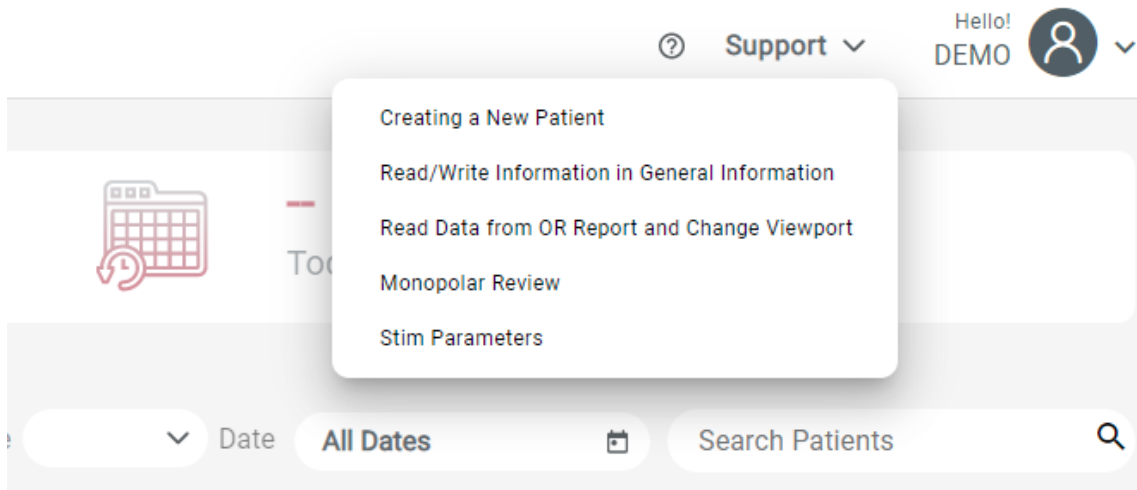 Hello!
Support
DEMO
Creating a New Patient
Read/Write Information in General Information
Read Data from OR Report and Change Viewport
Monopolar Review
Stim Parameters
--
Date
All Dates
Search Patients